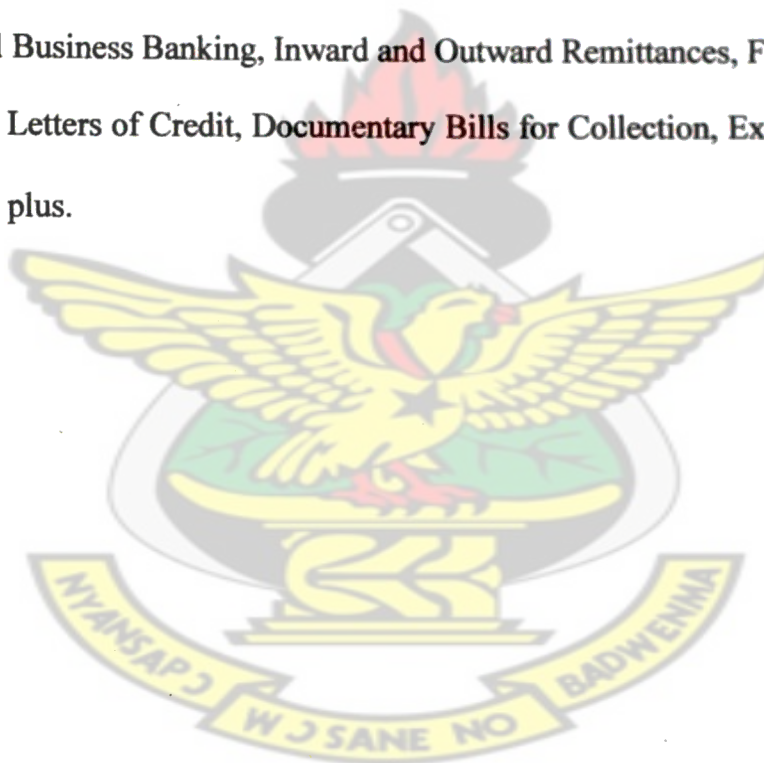 Business Banking, Inward and Outward Remittances, F
Letters of Credit, Documentary Bills for Collection, Ex
plus.
NYANSAPƆ
WƆSANE NO
BADWENMA